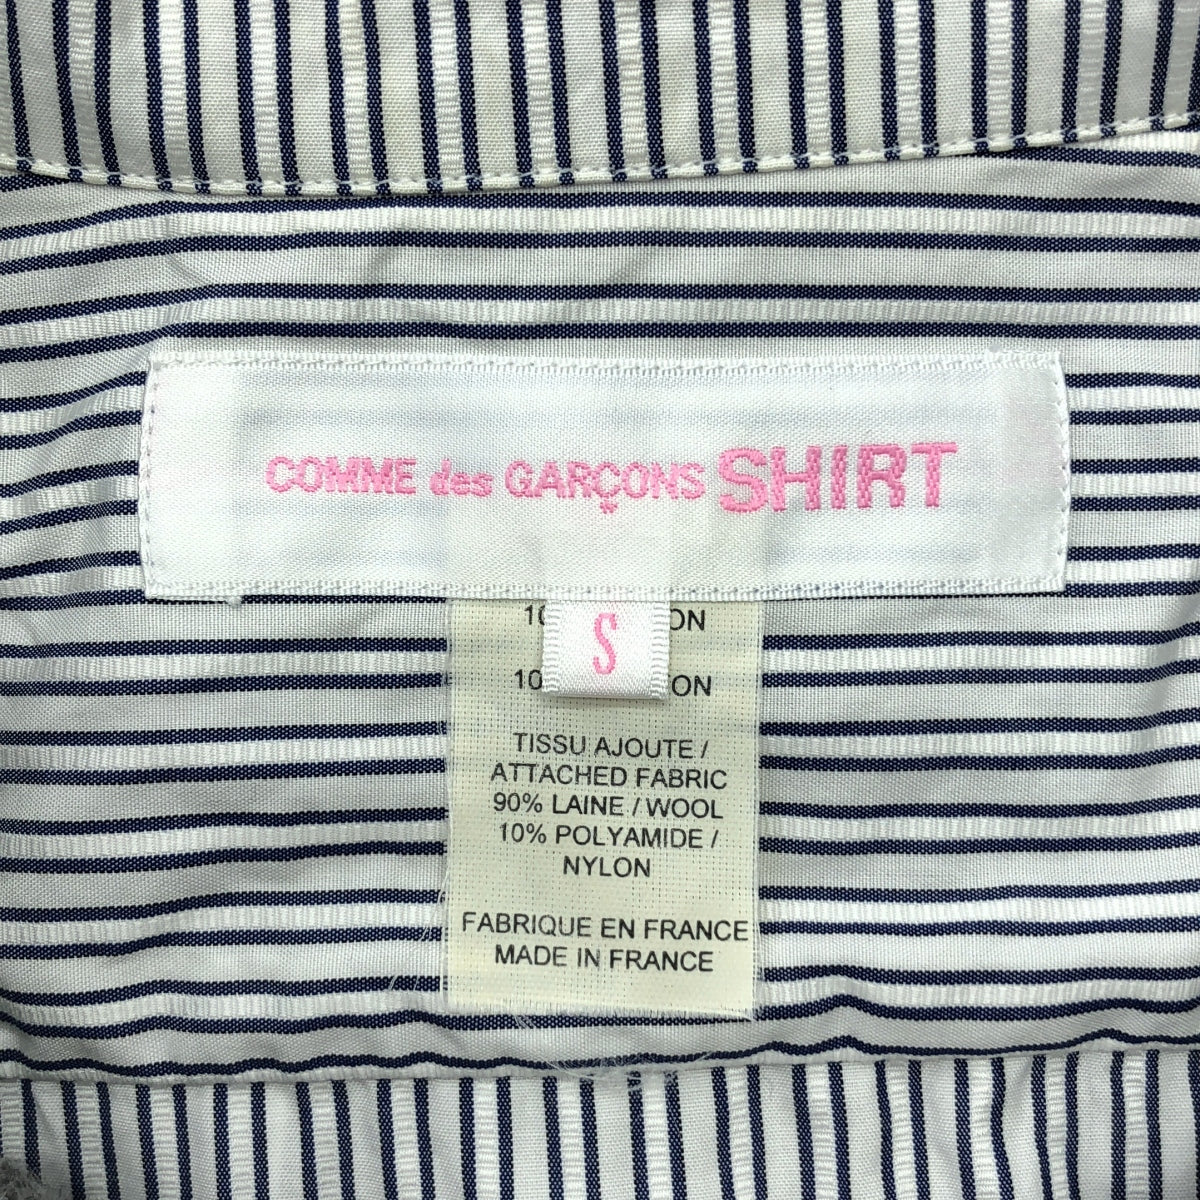 COMME des GARÇONS SHIRT
S
TISSU AJOUTE /
ATTACHED FABRIC
90% LAINE / WOOL
10% POLYAMIDE /
NYLON
FABRIQUE EN FRANCE
MADE IN FRANCE